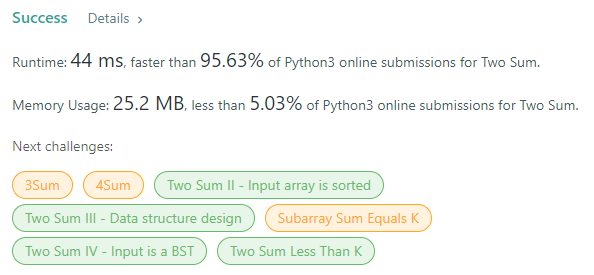 Success Details >
Runtime: 44 ms, faster than 95.63% of Python3 online submissions for Two Sum.
Memory Usage: 25.2 MB, less than 5.03% of Python3 online submissions for Two Sum.
Next challenges:
3Sum 4Sum Two Sum II - Input array is sorted
Two Sum III - Data structure design Subarray Sum Equals K
Two Sum IV - Input is a BST Two Sum Less Than K